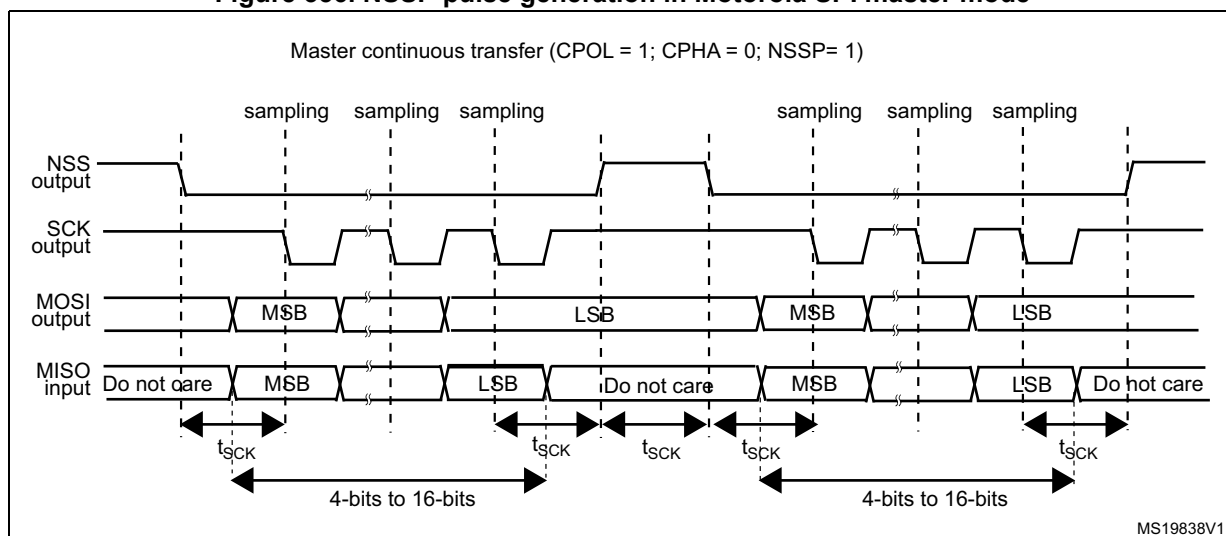 Master continuous transfer (CPOL = 1; CPHA = 0; NSSP= 1)
sampling sampling sampling sampling sampling sampling
NSS
output
SCK
output
MOSI
output
MSB LSB MSB LSB
MISO
input
Do not care MSB LSB Do not care MSB LSB Do not care
tSCK tSCK tSCK tSCK tSCK
4-bits to 16-bits 4-bits to 16-bits
MS19838V1